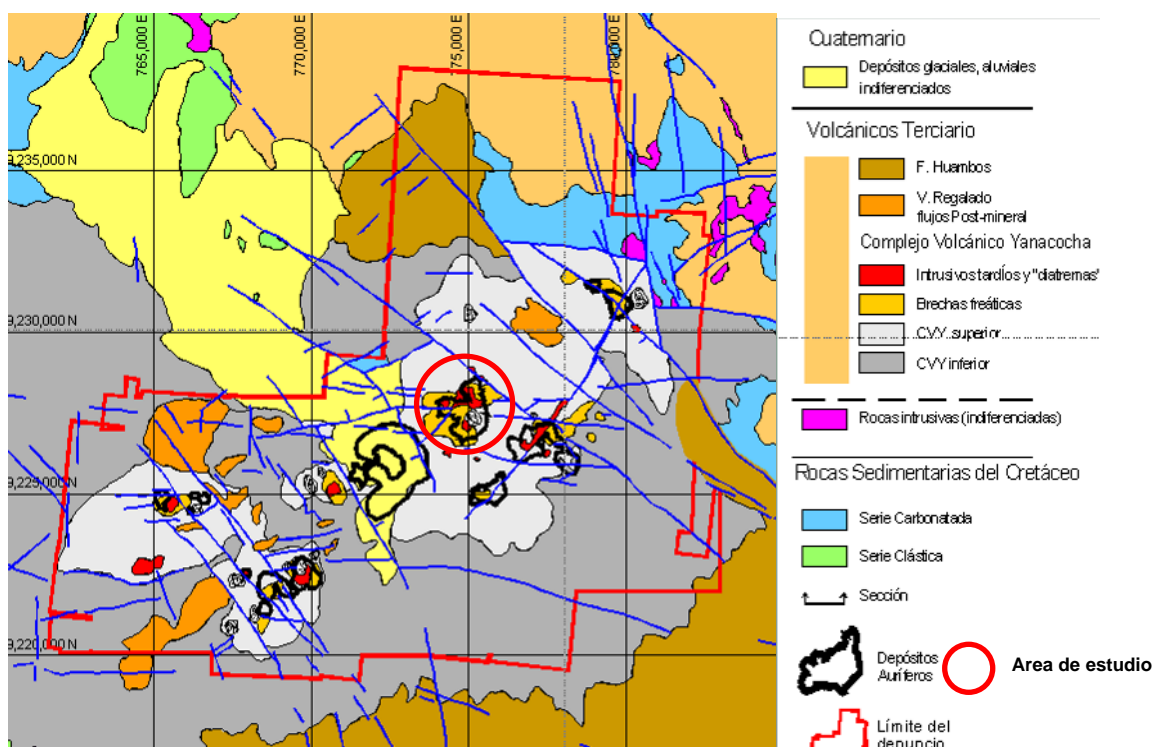 765,000 E
770,000 E
775,000 E
780,000 E
9,235,000 N
9,230,000 N
9,225,000 N
9,220,000 N
Cuaternario
Depósitos glaciales, aluviales
indiferenciados
Volcánicos Terciario
F. Huambos
V. Regalado
flujos Post-mineral
Complejo Volcánico Yanacocha
Intrusivos tardíos y "diatremas"
Brechas freáticas
CVY superior
CVY inferior
Rocas intrusivas (indiferenciadas)
Rocas Sedimentarias del Cretáceo
Serie Carbonatada
Serie Clástica
Sección
Depósitos
Auríferos
Area de estudio
Límite del
denuncio